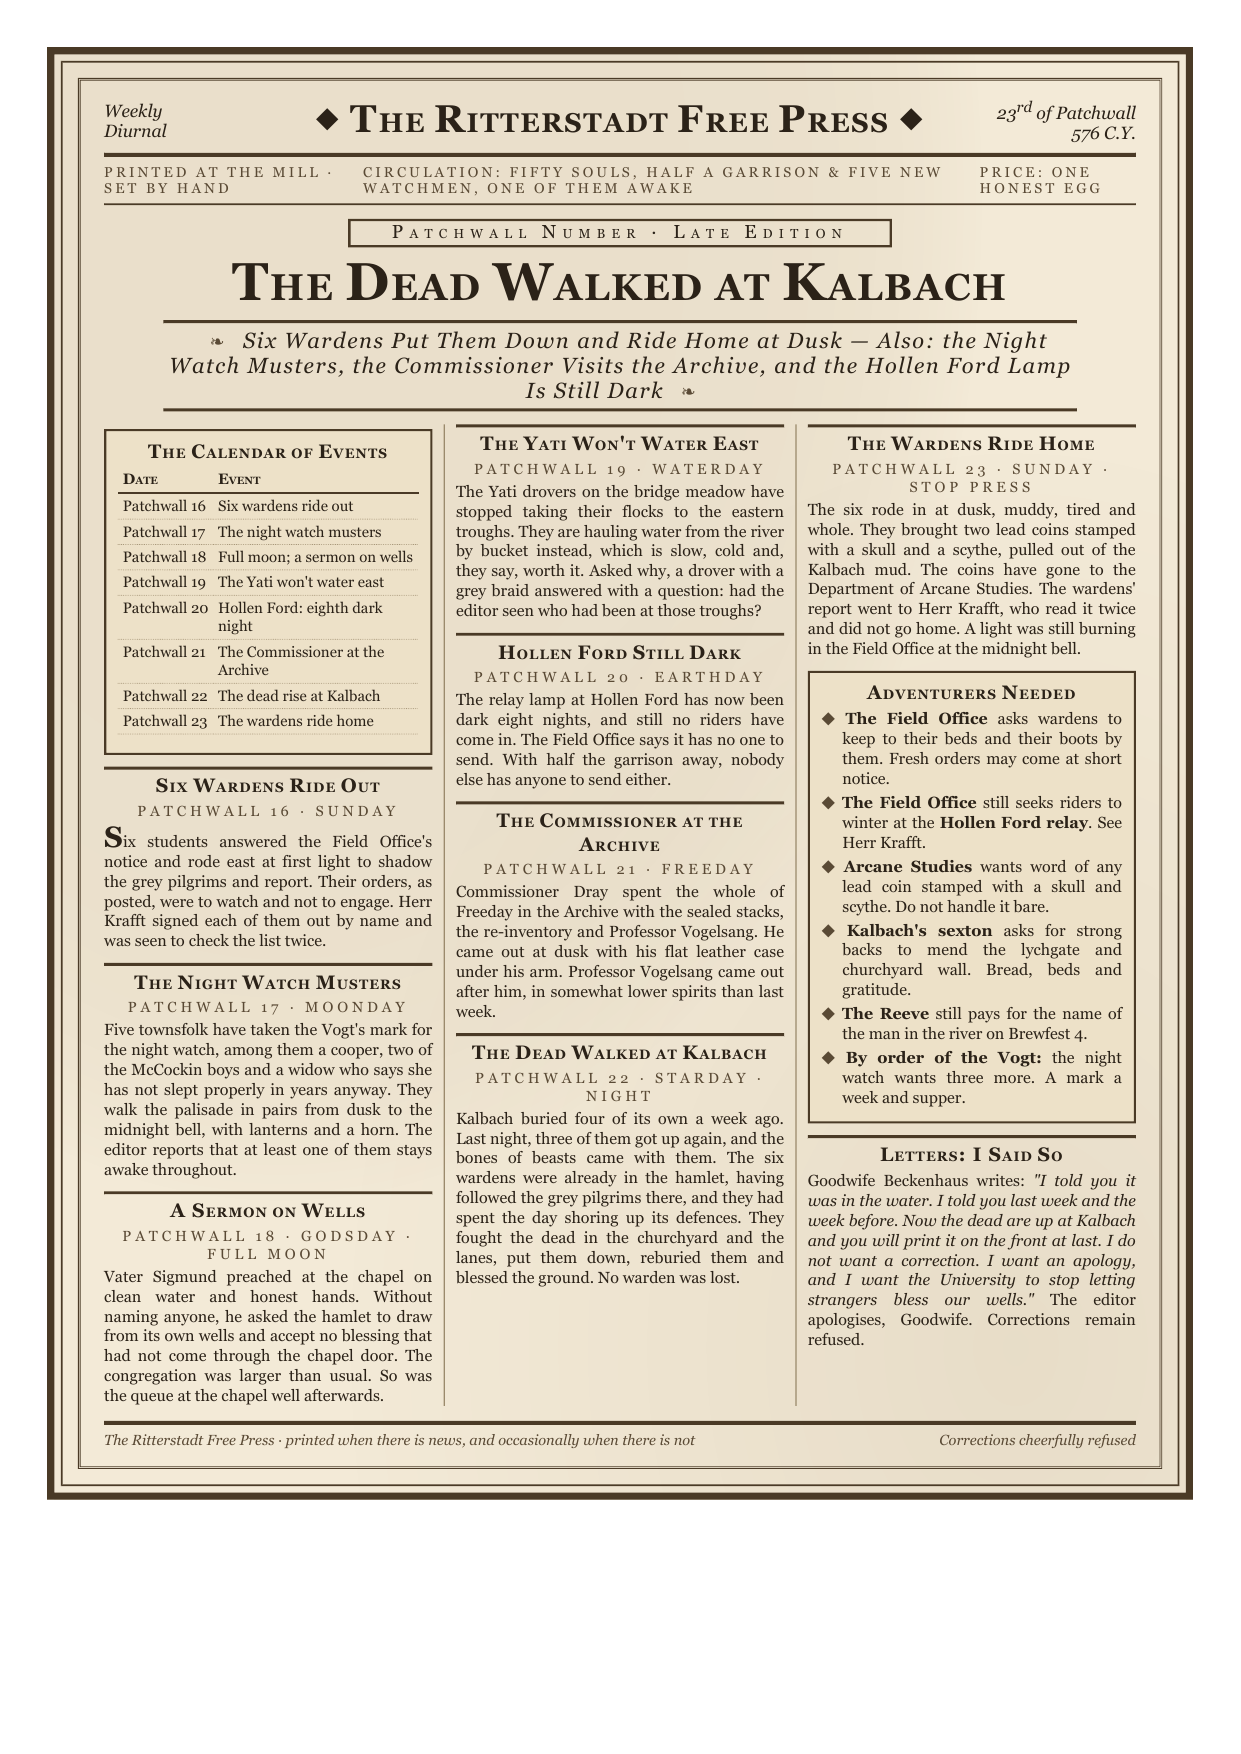 Weekly
Diurnal
◆ The Ritterstadt Free Press ◆
23rd of Patchwall
576 C.Y.
PRINTED AT THE MILL ·
SET BY HAND
CIRCULATION: FIFTY SOULS, HALF A GARRISON & FIVE NEW
WATCHMEN, ONE OF THEM AWAKE
PRICE: ONE
HONEST EGG
Patchwall Number · Late Edition
The Dead Walked at Kalbach
❧ Six Wardens Put Them Down and Ride Home at Dusk — Also: the Night
Watch Musters, the Commissioner Visits the Archive, and the Hollen Ford Lamp
Is Still Dark ❧
The Calendar of Events
Date Event
Patchwall 16 Six wardens ride out
Patchwall 17 The night watch musters
Patchwall 18 Full moon; a sermon on wells
Patchwall 19 The Yati won't water east
Patchwall 20 Hollen Ford: eighth dark
night
Patchwall 21 The Commissioner at the
Archive
Patchwall 22 The dead rise at Kalbach
Patchwall 23 The wardens ride home
Six Wardens Ride Out
PATCHWALL 16 · SUNDAY
Six students answered the Field Office's
notice and rode east at first light to shadow
the grey pilgrims and report. Their orders, as
posted, were to watch and not to engage. Herr
Krafft signed each of them out by name and
was seen to check the list twice.
The Night Watch Musters
PATCHWALL 17 · MOONDAY
Five townsfolk have taken the Vogt's mark for
the night watch, among them a cooper, two of
the McCockin boys and a widow who says she
has not slept properly in years anyway. They
walk the palisade in pairs from dusk to the
midnight bell, with lanterns and a horn. The
editor reports that at least one of them stays
awake throughout.
A Sermon on Wells
PATCHWALL 18 · GODSDAY ·
FULL MOON
Vater Sigmund preached at the chapel on
clean water and honest hands. Without
naming anyone, he asked the hamlet to draw
from its own wells and accept no blessing that
had not come through the chapel door. The
congregation was larger than usual. So was
the queue at the chapel well afterwards.
The Yati Won't Water East
PATCHWALL 19 · WATERDAY
The Yati drovers on the bridge meadow have
stopped taking their flocks to the eastern
troughs. They are hauling water from the river
by bucket instead, which is slow, cold and,
they say, worth it. Asked why, a drover with a
grey braid answered with a question: had the
editor seen who had been at those troughs?
Hollen Ford Still Dark
PATCHWALL 20 · EARTHDAY
The relay lamp at Hollen Ford has now been
dark eight nights, and still no riders have
come in. The Field Office says it has no one to
send. With half the garrison away, nobody
else has anyone to send either.
The Commissioner at the
Archive
PATCHWALL 21 · FREEDAY
Commissioner Dray spent the whole of
Freeday in the Archive with the sealed stacks,
the re-inventory and Professor Vogelsang. He
came out at dusk with his flat leather case
under his arm. Professor Vogelsang came out
after him, in somewhat lower spirits than last
week.
The Dead Walked at Kalbach
PATCHWALL 22 · STARDAY ·
NIGHT
Kalbach buried four of its own a week ago.
Last night, three of them got up again, and the
bones of beasts came with them. The six
wardens were already in the hamlet, having
followed the grey pilgrims there, and they had
spent the day shoring up its defences. They
fought the dead in the churchyard and the
lanes, put them down, reburied them and
blessed the ground. No warden was lost.
The Wardens Ride Home
PATCHWALL 23 · SUNDAY ·
STOP PRESS
The six rode in at dusk, muddy, tired and
whole. They brought two lead coins stamped
with a skull and a scythe, pulled out of the
Kalbach mud. The coins have gone to the
Department of Arcane Studies. The wardens'
report went to Herr Krafft, who read it twice
and did not go home. A light was still burning
in the Field Office at the midnight bell.
Adventurers Needed
◆ The Field Office asks wardens to
keep to their beds and their boots by
them. Fresh orders may come at short
notice.
◆ The Field Office still seeks riders to
winter at the Hollen Ford relay. See
Herr Krafft.
◆ Arcane Studies wants word of any
lead coin stamped with a skull and
scythe. Do not handle it bare.
◆ Kalbach's sexton asks for strong
backs to mend the lychgate and
churchyard wall. Bread, beds and
gratitude.
◆ The Reeve still pays for the name of
the man in the river on Brewfest 4.
◆ By order of the Vogt: the night
watch wants three more. A mark a
week and supper.
Letters: I Said So
Goodwife Beckenhaus writes: "I told you it
was in the water. I told you last week and the
week before. Now the dead are up at Kalbach
and you will print it on the front at last. I do
not want a correction. I want an apology,
and I want the University to stop letting
strangers bless our wells." The editor
apologises, Goodwife. Corrections remain
refused.
The Ritterstadt Free Press · printed when there is news, and occasionally when there is not
Corrections cheerfully refused